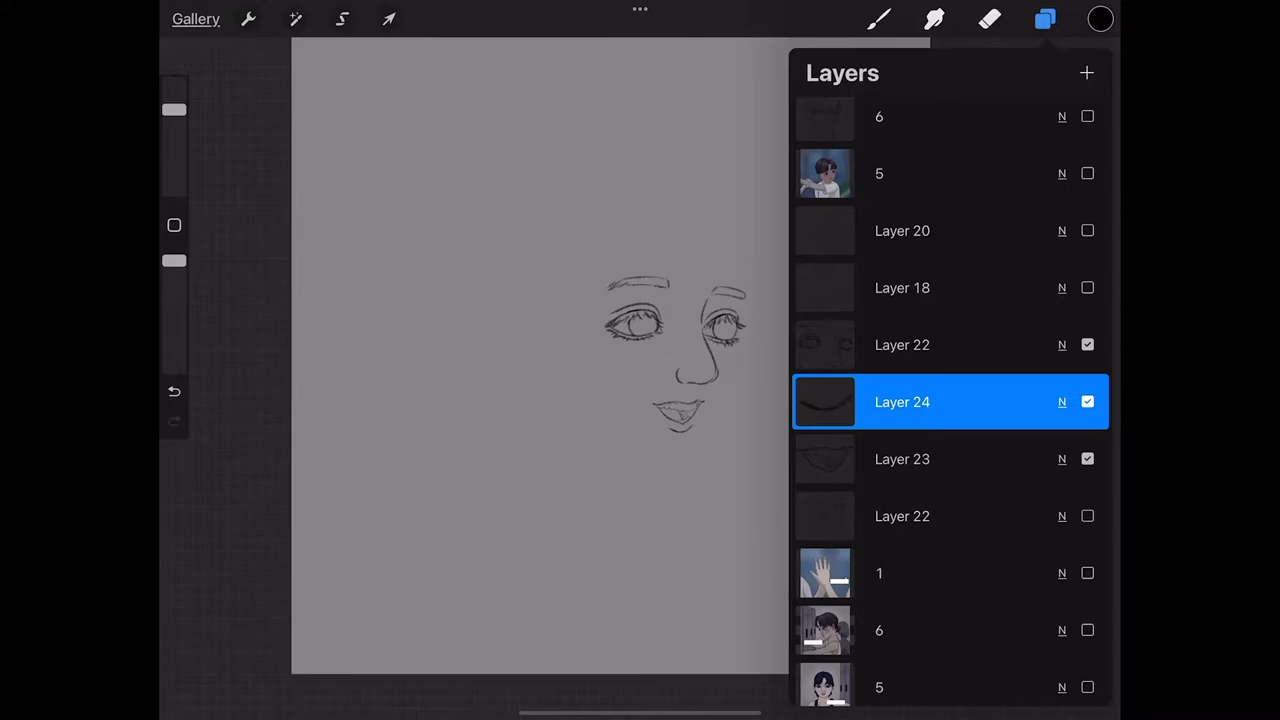 Gallery
Layers
6 N
5 N
Layer 20 N
Layer 18 N
Layer 22 N
Layer 24 N
Layer 23 N
Layer 22 N
1 N
6 N
5 N